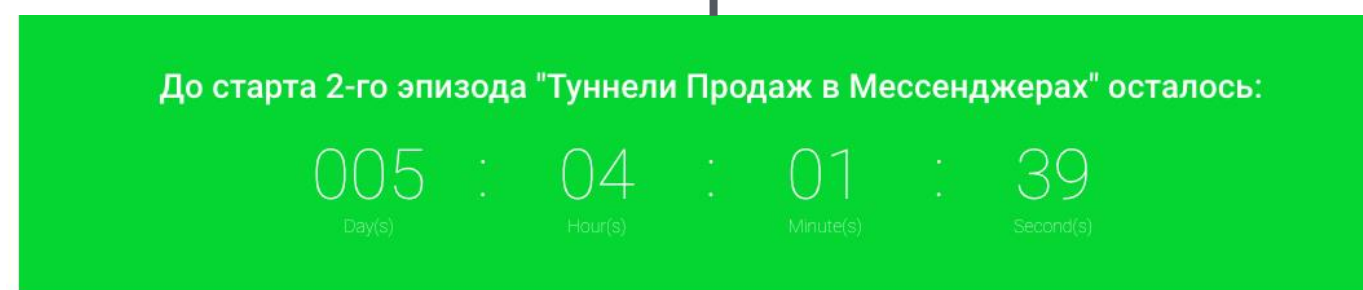 До старта 2-го эпизода "Туннели Продаж в Мессенджерах" осталось:
005 : 04 : 01 : 39
Day(s) Hour(s) Minute(s) Second(s)